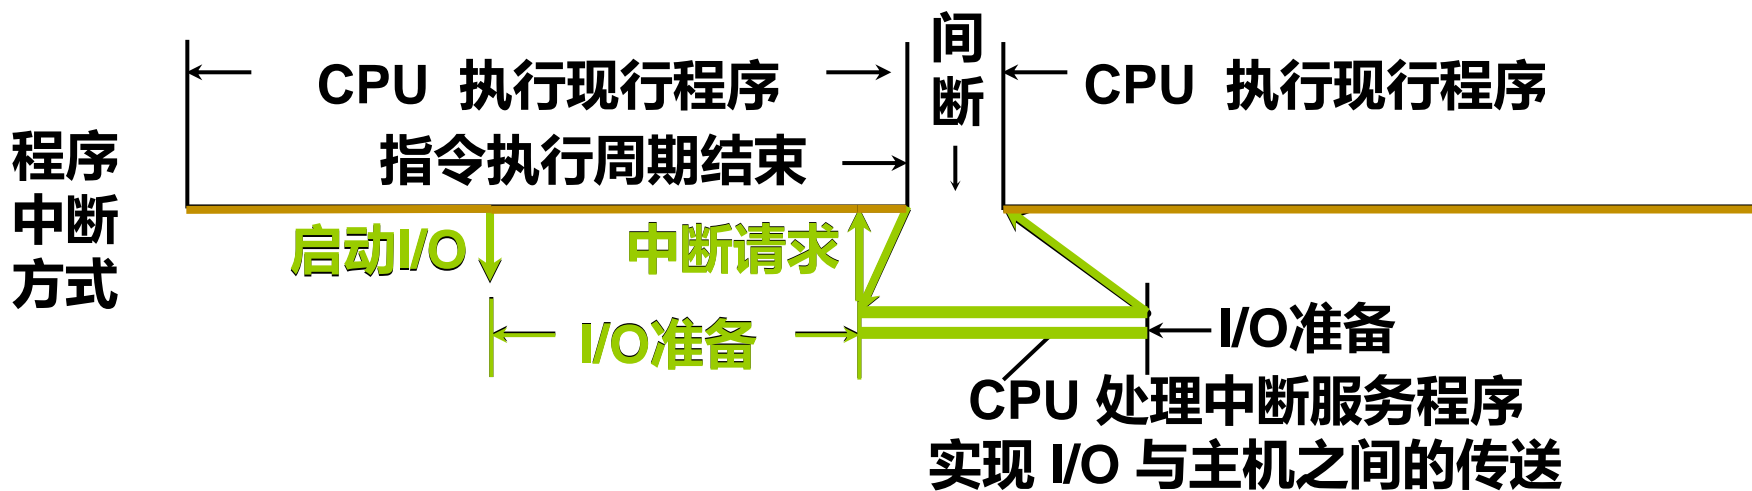 CPU 执行现行程序
间
断
CPU 执行现行程序
指令执行周期结束
程序
中断
方式
启动I/O
中断请求
I/O准备
I/O准备
CPU 处理中断服务程序
实现 I/O 与主机之间的传送